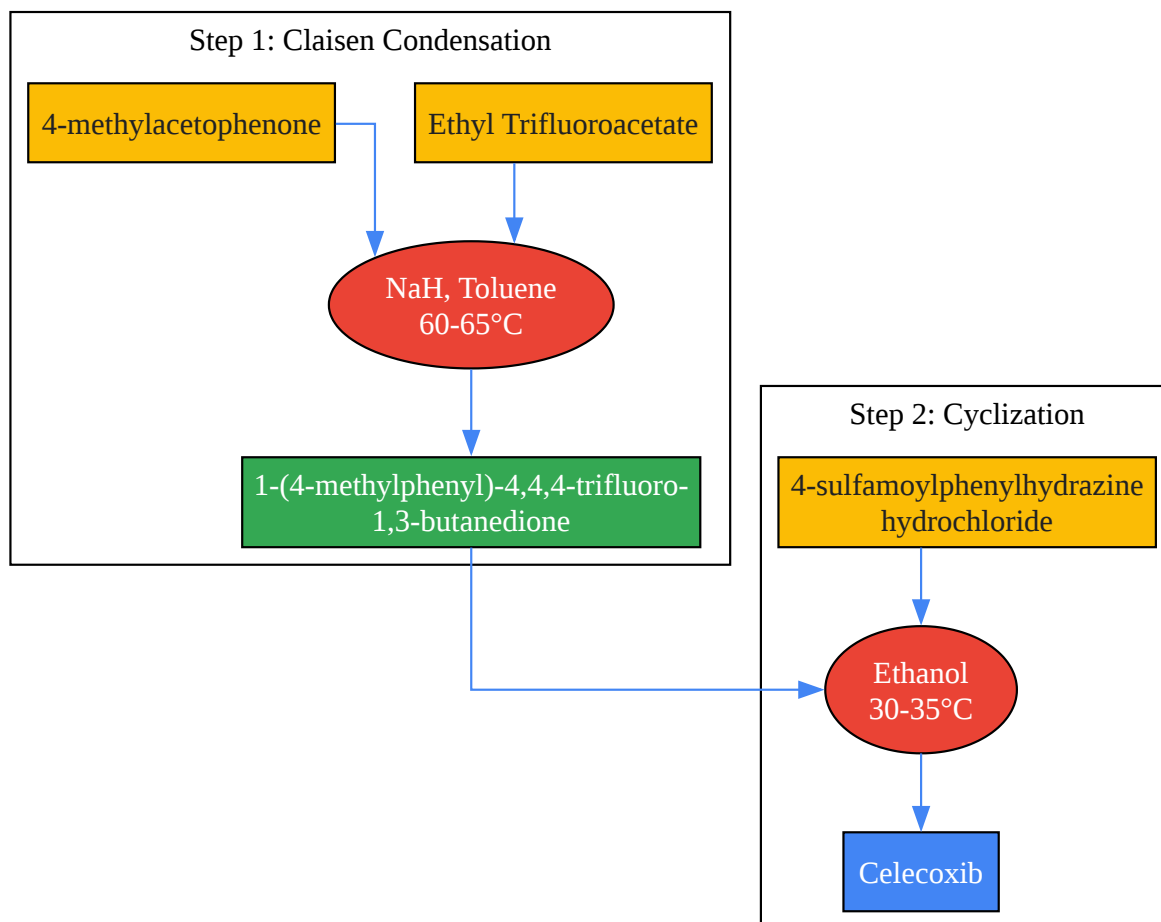 Step 1: Claisen Condensation
4-methylacetophenone
Ethyl Trifluoroacetate
NaH, Toluene
60-65°C
1-(4-methylphenyl)-4,4,4-trifluoro-
1,3-butanedione
Step 2: Cyclization
4-sulfamoylphenylhydrazine
hydrochloride
Ethanol
30-35°C
Celecoxib